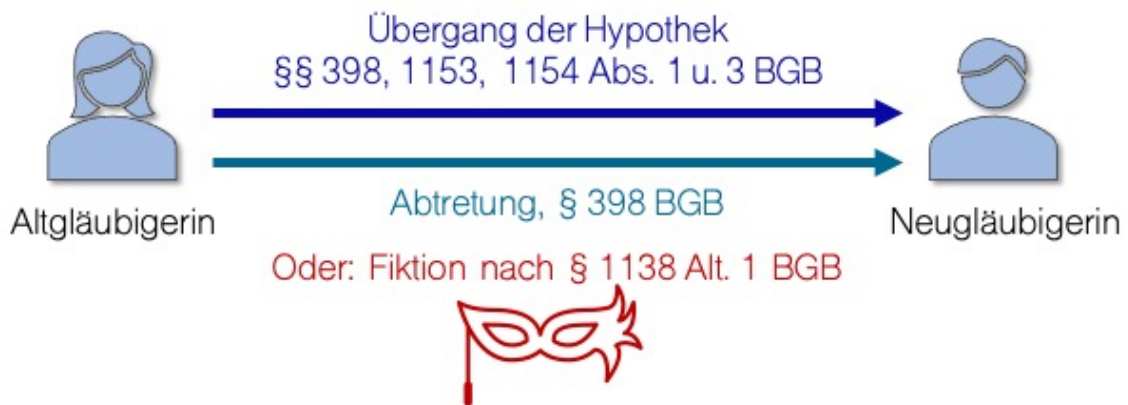 Übergang der Hypothek
§§ 398, 1153, 1154 Abs. 1 u. 3 BGB
Altgläubigerin
Abtretung, § 398 BGB
Neugläubigerin
Oder: Fiktion nach § 1138 Alt. 1 BGB